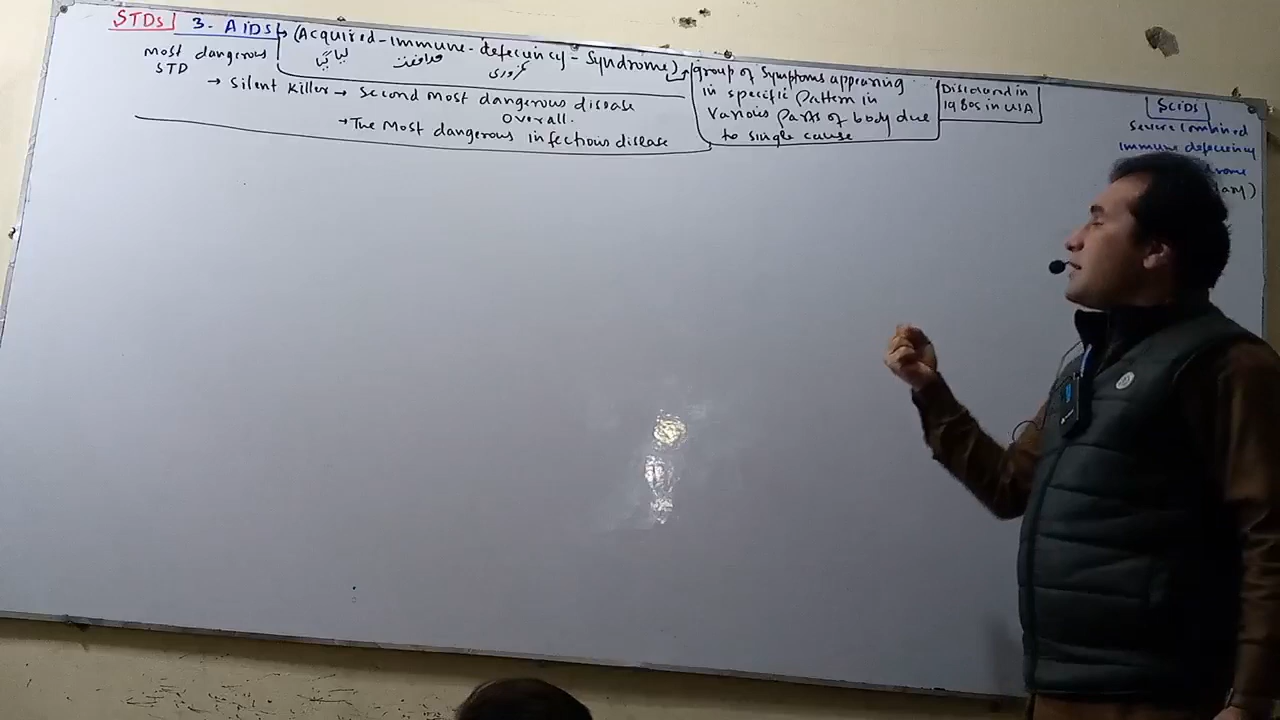 STDs 3. AIDS → (Acquired-Immune-defeciency-Syndrome)
لیا گیا مدافعت کمزوری
Most dangerous
STD
→ Silent Killer → Second most dangerous disease
overall.
→ The Most dangerous infectious disease
group of symptoms appearing
in specific pattern in
various parts of body due
to single cause
Discovered in
1980s in USA
SCIDS
Severe combined
Immune defeciency